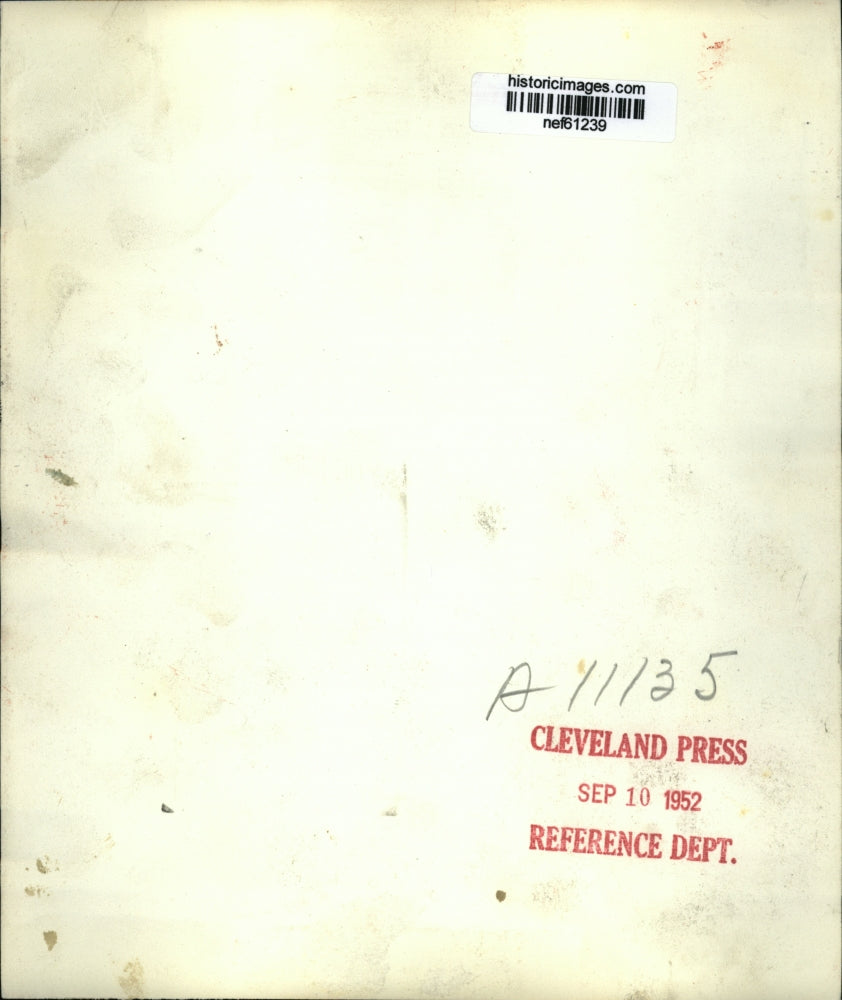 historicimages.com
nef61239
A 11135
CLEVELAND PRESS
SEP 10 1952
REFERENCE DEPT.